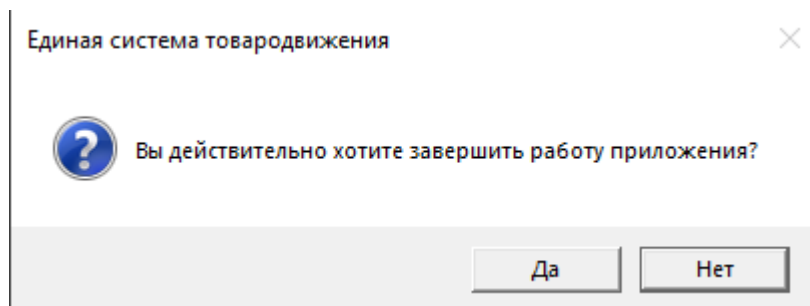 Единая система товародвижения
Вы действительно хотите завершить работу приложения?
Да
Нет